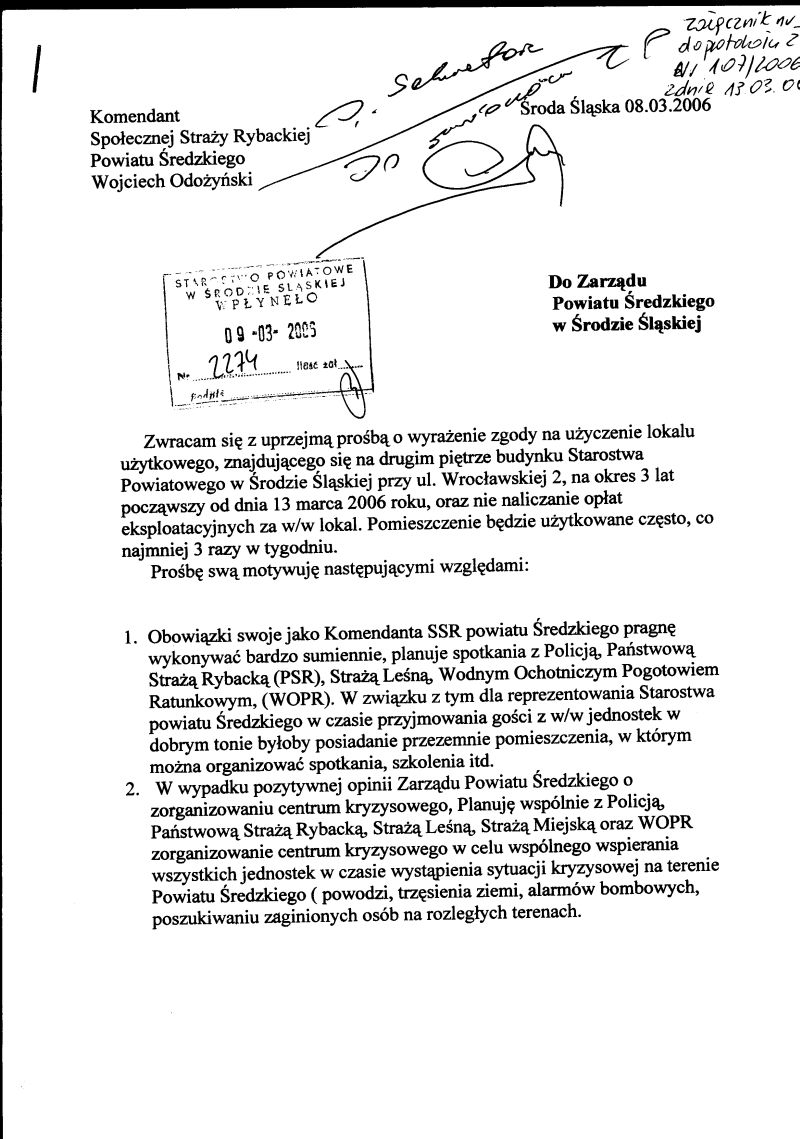 załącznik nr
do protokołu Z
Nr 107/2006
z dnia 13.03.06
P. Sekretarz
Środa Śląska 08.03.2006
Komendant
Społecznej Straży Rybackiej
Powiatu Średzkiego
Wojciech Odożyński
STAROSTWO POWIATOWE
W ŚRODZIE ŚLĄSKIEJ
WPŁYNĘŁO
09 -03- 2006
Nr 2274 Ilość zał
Podpis
Do Zarządu
Powiatu Średzkiego
w Środzie Śląskiej
Zwracam się z uprzejmą prośbą o wyrażenie zgody na użyczenie lokalu
użytkowego, znajdującego się na drugim piętrze budynku Starostwa
Powiatowego w Środzie Śląskiej przy ul. Wrocławskiej 2, na okres 3 lat
począwszy od dnia 13 marca 2006 roku, oraz nie naliczanie opłat
eksploatacyjnych za w/w lokal. Pomieszczenie będzie użytkowane często, co
najmniej 3 razy w tygodniu.
Prośbę swą motywuję następującymi względami:
1. Obowiązki swoje jako Komendanta SSR powiatu Średzkiego pragnę
wykonywać bardzo sumiennie, planuje spotkania z Policją, Państwową
Strażą Rybacką (PSR), Strażą Leśną, Wodnym Ochotniczym Pogotowiem
Ratunkowym, (WOPR). W związku z tym dla reprezentowania Starostwa
powiatu Średzkiego w czasie przyjmowania gości z w/w jednostek w
dobrym tonie byłoby posiadanie przezemnie pomieszczenia, w którym
można organizować spotkania, szkolenia itd.
2. W wypadku pozytywnej opinii Zarządu Powiatu Średzkiego o
zorganizowaniu centrum kryzysowego, Planuję wspólnie z Policją,
Państwową Strażą Rybacką, Strażą Leśną, Strażą Miejską oraz WOPR
zorganizowanie centrum kryzysowego w celu wspólnego wspierania
wszystkich jednostek w czasie wystąpienia sytuacji kryzysowej na terenie
Powiatu Średzkiego ( powodzi, trzęsienia ziemi, alarmów bombowych,
poszukiwaniu zaginionych osób na rozległych terenach.